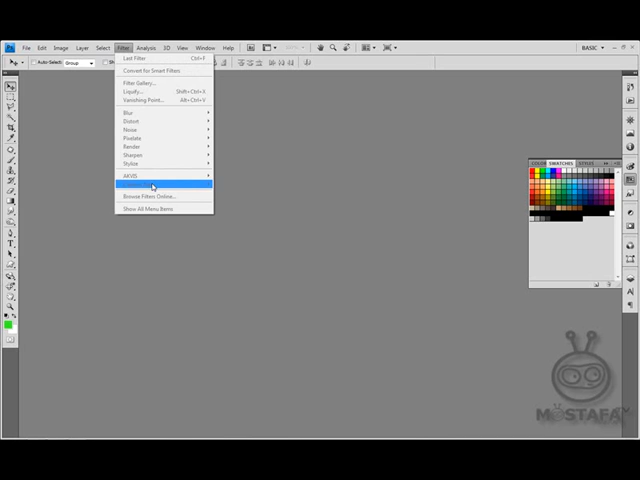 Ps File Edit Image Layer Select Filter Analysis 3D View Window Help BASIC
Auto-Select: Group
Last Filter Ctrl+F
Convert for Smart Filters
Filter Gallery...
Liquify... Shift+Ctrl+X
Vanishing Point... Alt+Ctrl+V
Blur
Distort
Noise
Pixelate
Render
Sharpen
Stylize
AKVIS
Browse Filters Online...
Show All Menu Items
COLOR SWATCHES STYLES
MOSTAFA